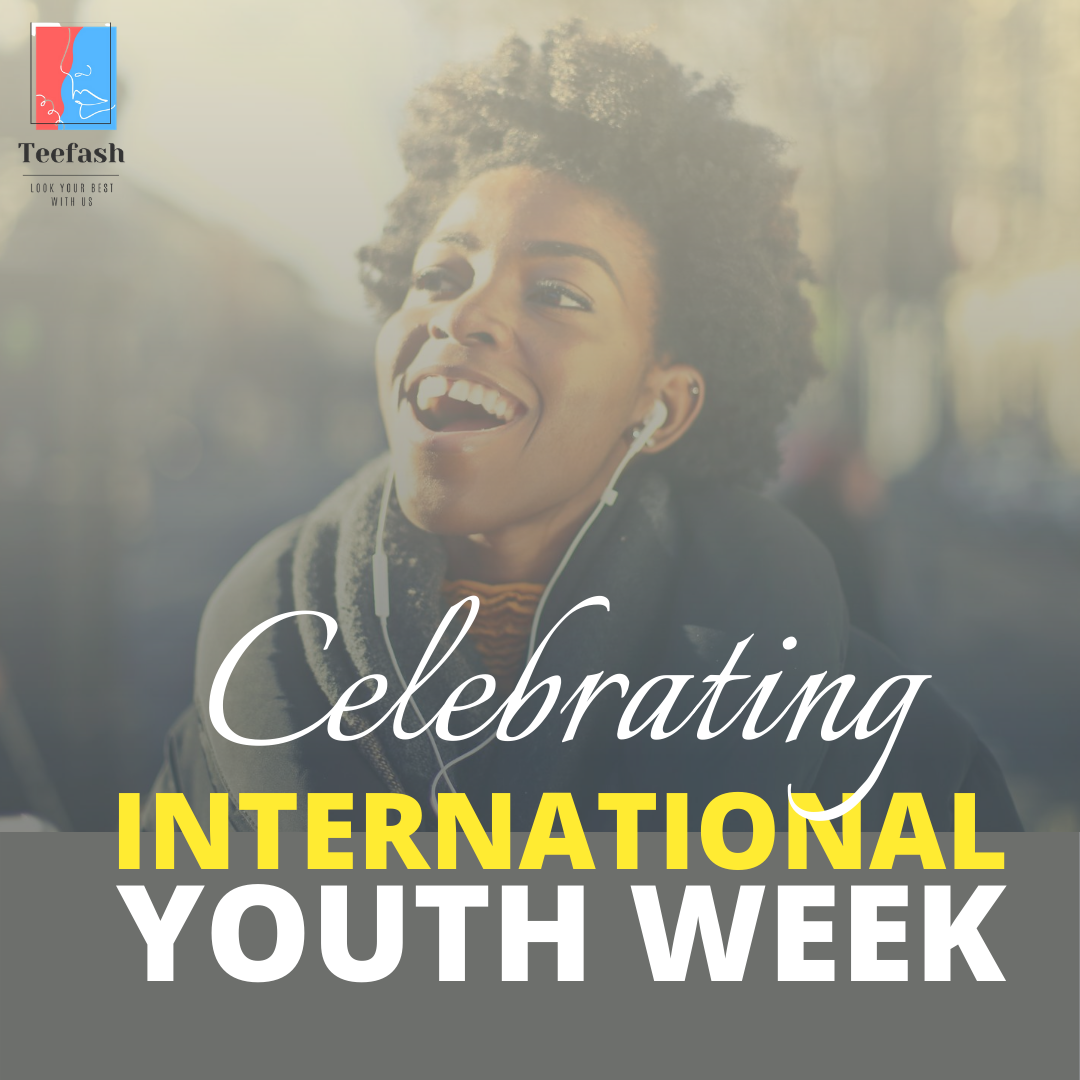 Teefash
LOOK YOUR BEST
WITH US
Celebrating
INTERNATIONAL
YOUTH WEEK